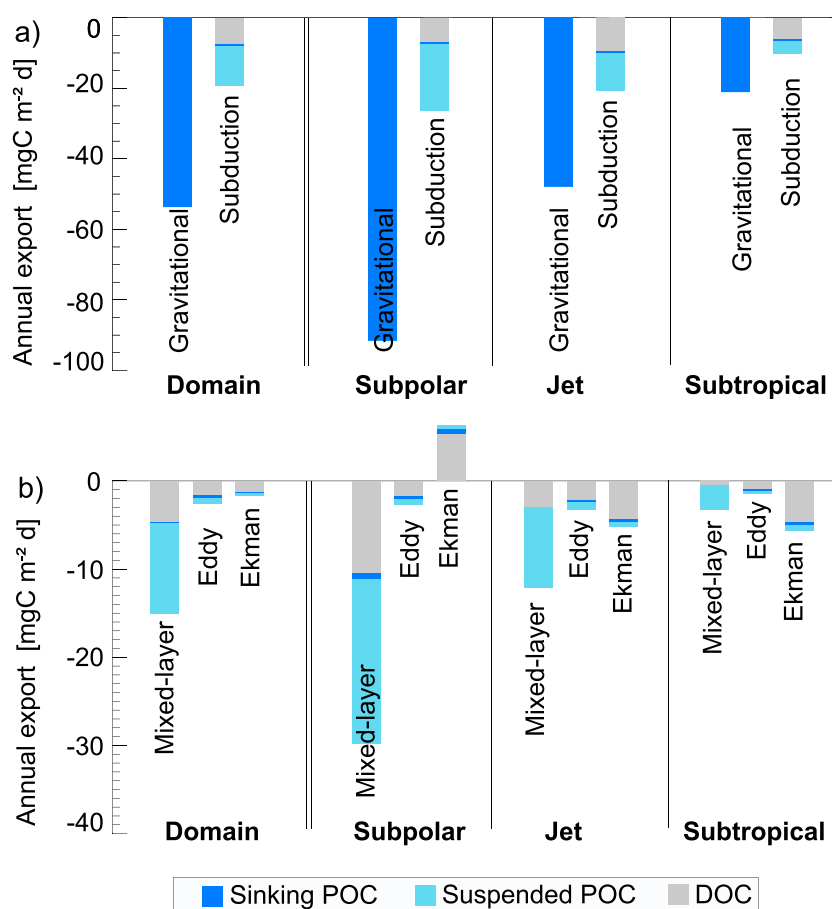 a)
Annual export [mgC m⁻² d]
0
-20
-40
-60
-80
-100
Gravitational
Subduction
Gravitational
Subduction
Gravitational
Subduction
Gravitational
Subduction
Domain
Subpolar
Jet
Subtropical
b)
Annual export [mgC m⁻² d]
0
-10
-20
-30
-40
Mixed-layer
Eddy
Ekman
Mixed-layer
Eddy
Ekman
Mixed-layer
Eddy
Ekman
Mixed-layer
Eddy
Ekman
Domain
Subpolar
Jet
Subtropical
Sinking POC
Suspended POC
DOC